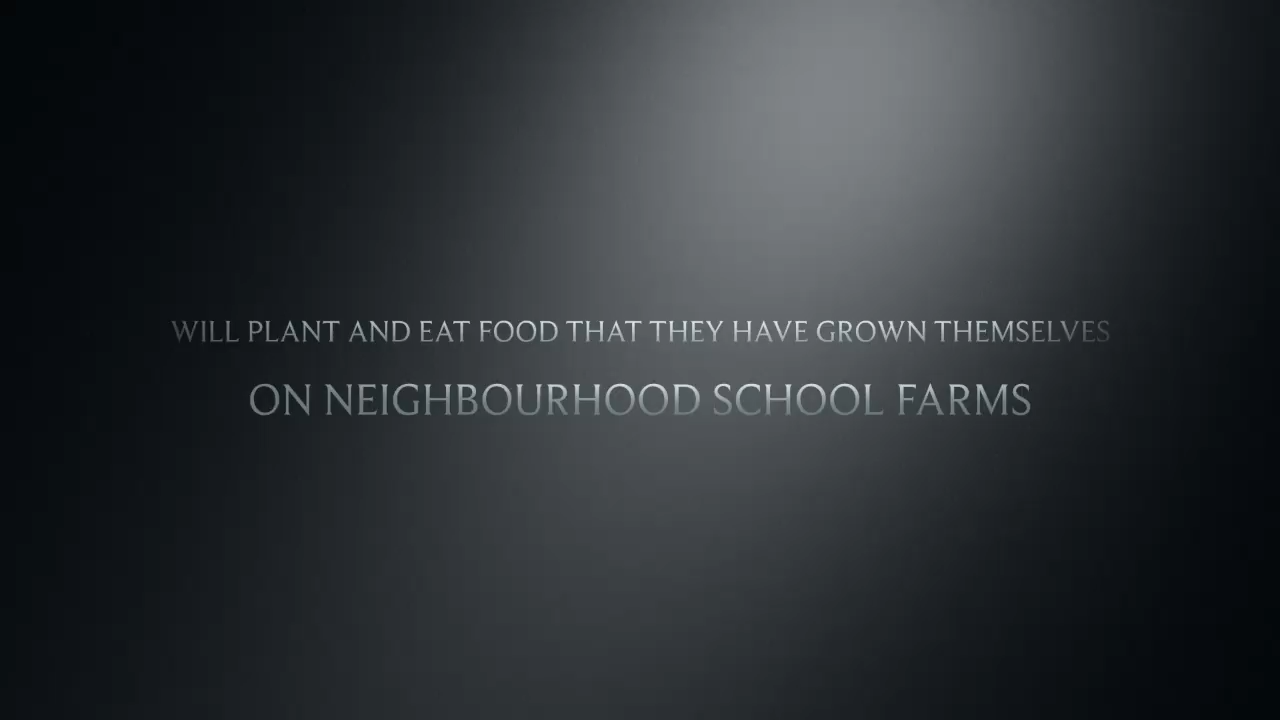 WILL PLANT AND EAT FOOD THAT THEY HAVE GROWN THEMSELVES
ON NEIGHBOURHOOD SCHOOL FARMS